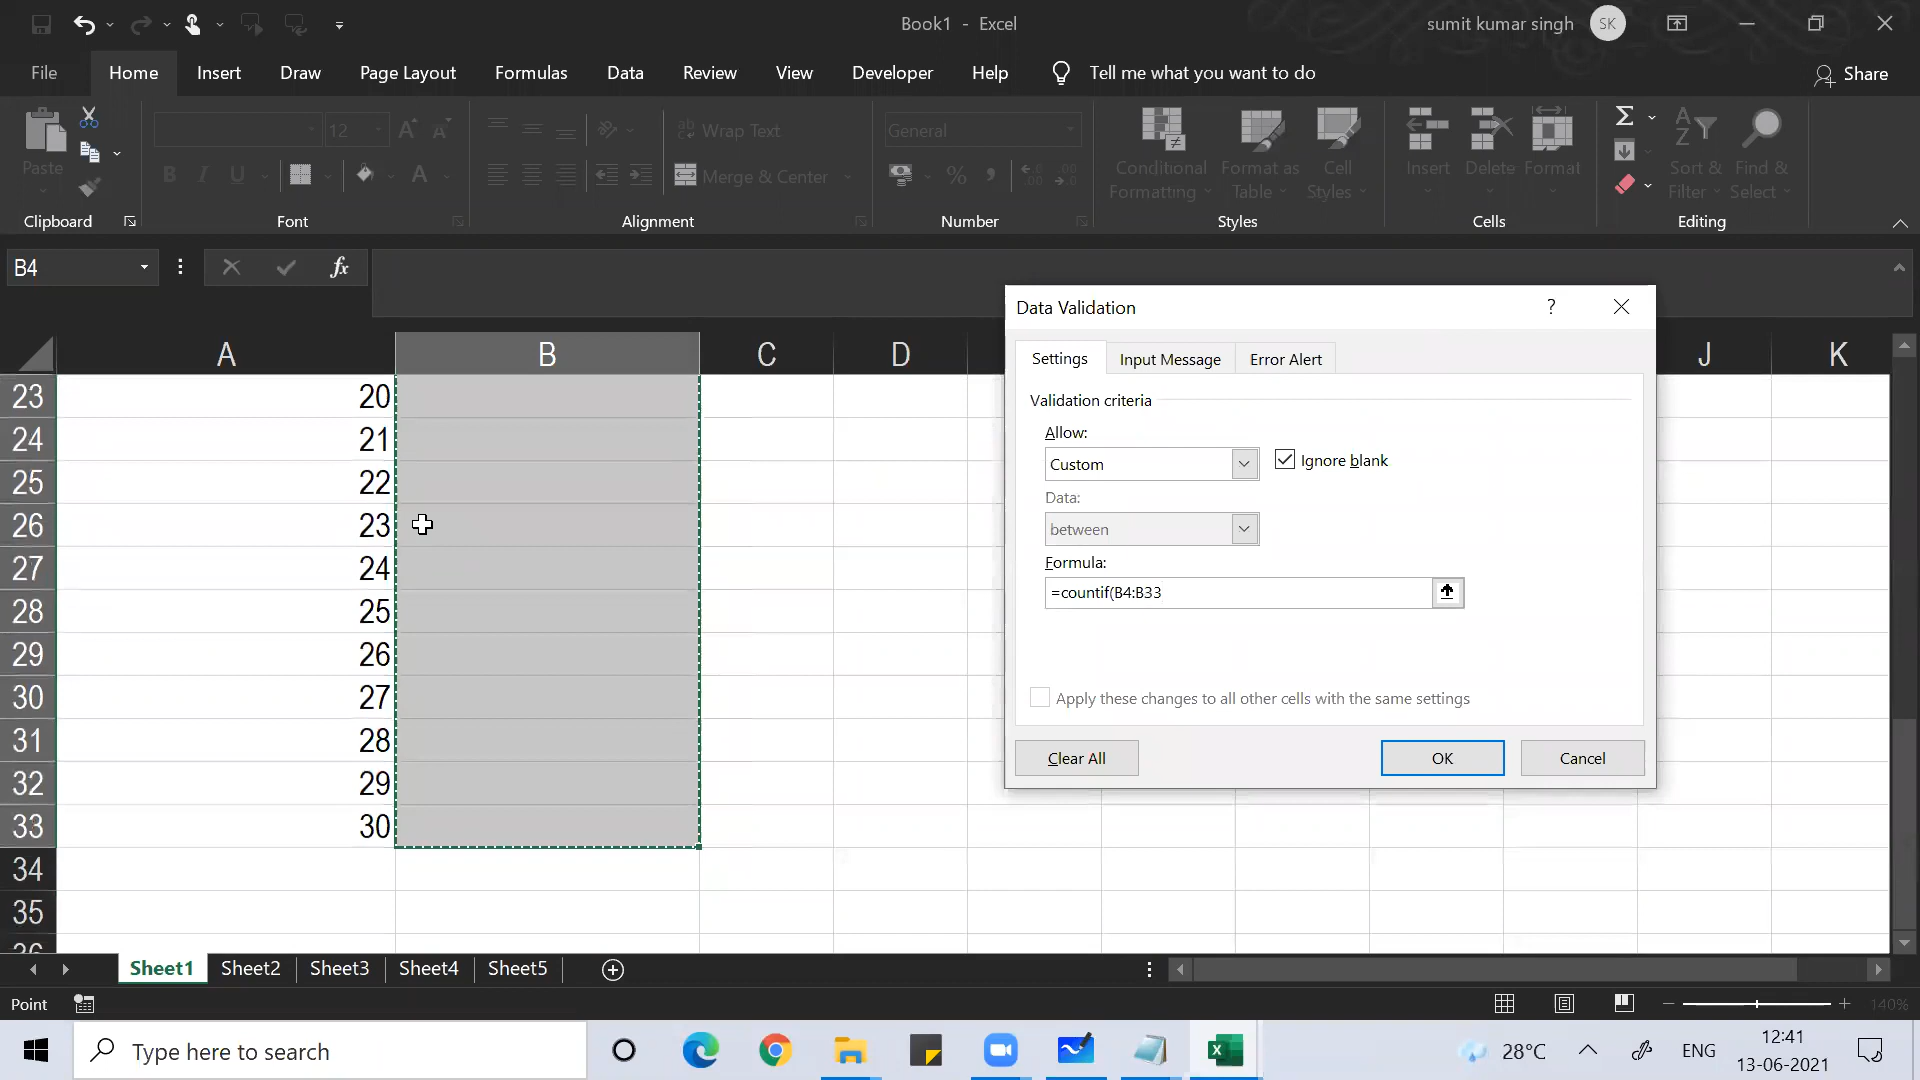 Book1 - Excel
sumit kumar singh
SK
File
Home
Insert
Draw
Page Layout
Formulas
Data
Review
View
Developer
Help
Tell me what you want to do
Share
Paste
Clipboard
12
B I U
Font
Wrap Text
Merge & Center
Alignment
General
Number
Conditional
Formatting
Format as
Table
Cell
Styles
Styles
Insert
Delete
Format
Cells
Sort &
Filter
Find &
Select
Editing
B4
fx
A B C D J K
23 20
24 21
25 22
26 23
27 24
28 25
29 26
30 27
31 28
32 29
33 30
34
35
36
Data Validation
Settings
Input Message
Error Alert
Validation criteria
Allow:
Custom
Ignore blank
Data:
between
Formula:
=countif(B4:B33
Apply these changes to all other cells with the same settings
Clear All
OK
Cancel
Sheet1
Sheet2
Sheet3
Sheet4
Sheet5
Point
140%
Type here to search
28°C
ENG
12:41
13-06-2021